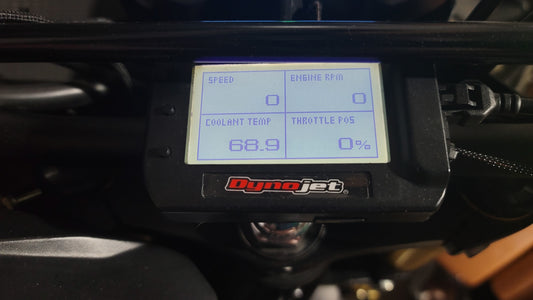 SPEED
0
ENGINE RPM
0
COOLANT TEMP
68.9
THROTTLE POS
0%
Dynojet®